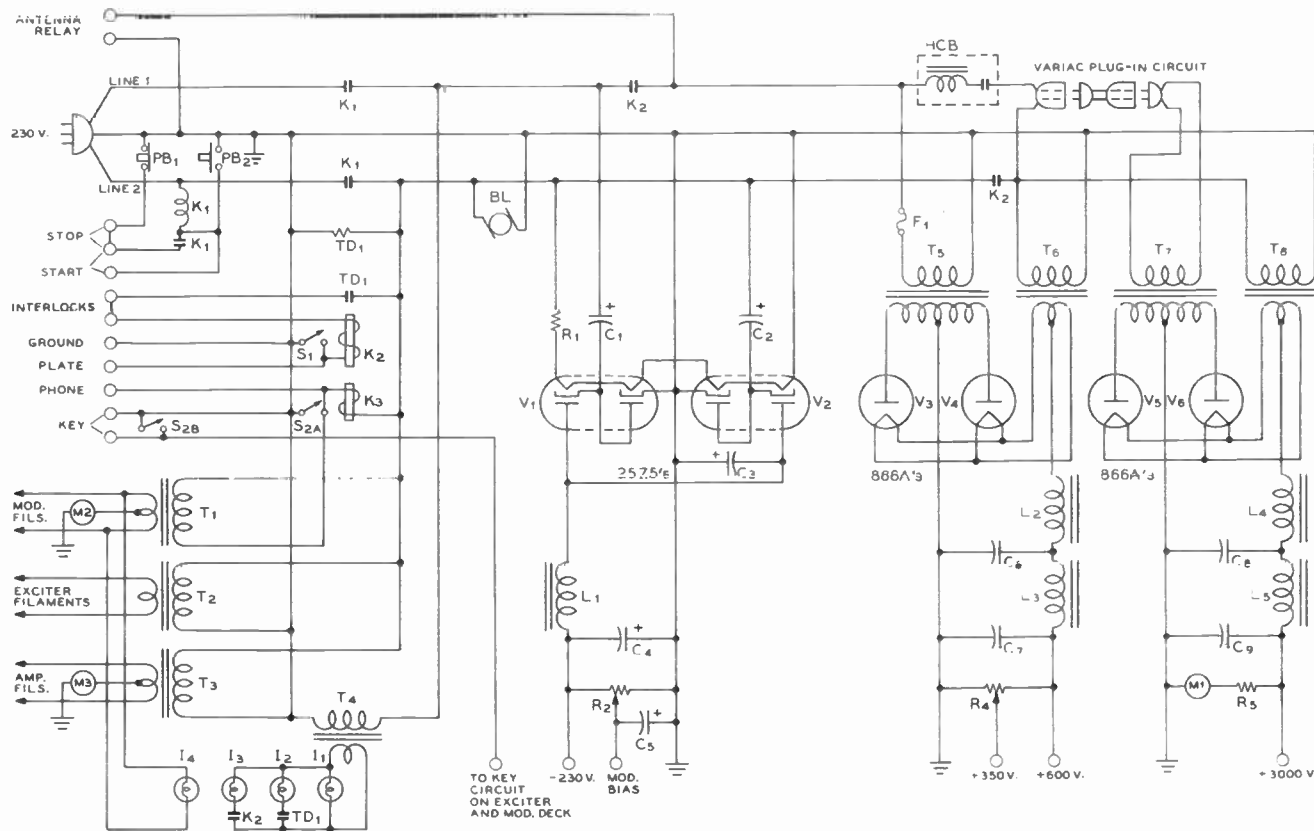 ANTENNA
RELAY
LINE 1
K1
K2
HCB
VARIAC PLUG-IN CIRCUIT
230 V.
PB1
PB2
LINE 2
K1
K1
K1
BL
K2
F1
STOP
START
TD1
TD1
INTERLOCKS
GROUND
PLATE
PHONE
KEY
S1
K2
K3
S2A
S2B
R1
C1
C2
T5
T6
T7
T8
V1
V2
V3
V4
V5
V6
C3
866A's
866A's
MOD.
FILS.
M2
T1
EXCITER
FILAMENTS
T2
AMP.
FILS.
M3
T3
T4
L1
L2
L3
L4
L5
C4
C6
C7
C8
C9
R2
C5
R4
M1
R5
I4
I3
I2
I1
K2
TD1
TO KEY
CIRCUIT
ON EXCITER
AND MOD. DECK
-230 V.
MOD.
BIAS
+350 V.
+600 V.
+3000 V.